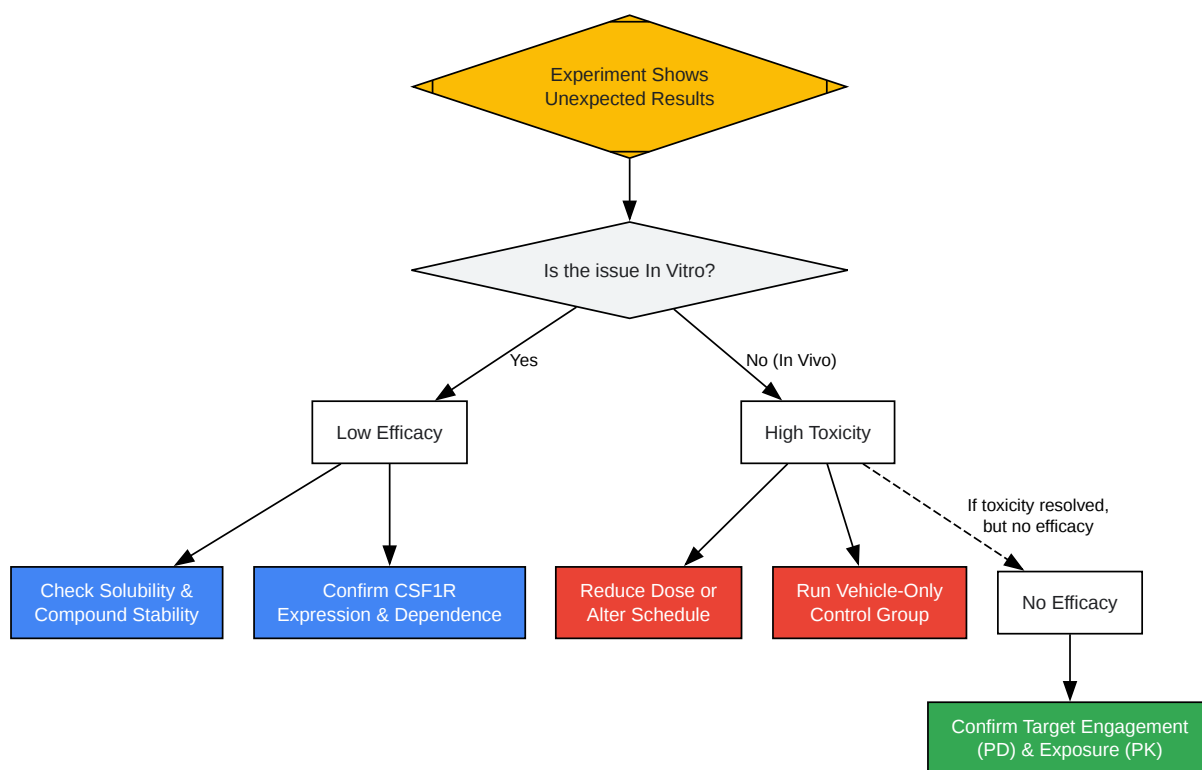 Experiment Shows
Unexpected Results
Is the issue In Vitro?
Yes
No (In Vivo)
Low Efficacy
High Toxicity
If toxicity resolved,
but no efficacy
Check Solubility &
Compound Stability
Confirm CSF1R
Expression & Dependence
Reduce Dose or
Alter Schedule
Run Vehicle-Only
Control Group
No Efficacy
Confirm Target Engagement
(PD) & Exposure (PK)